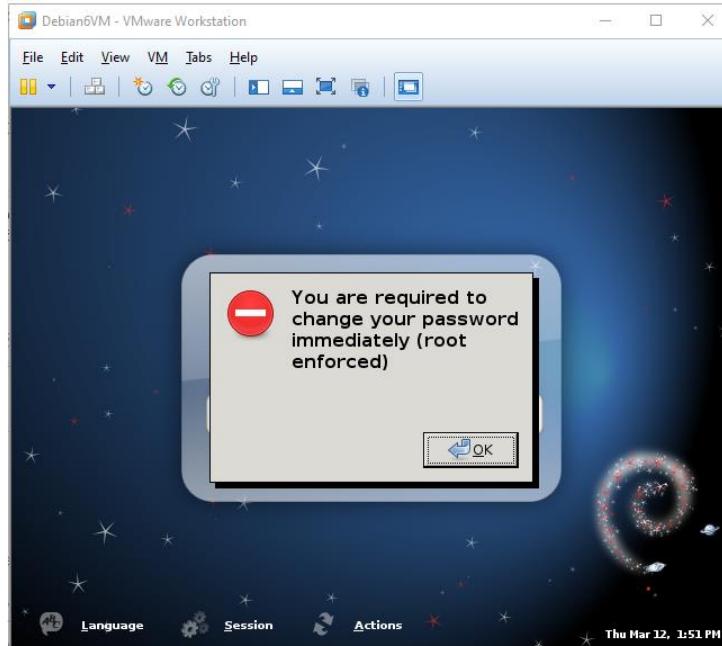 Debian6VM - VMware Workstation
File Edit View VM Tabs Help
You are required to
change your password
immediately (root
enforced)
OK
Language Session Actions Thu Mar 12, 1:51 PM